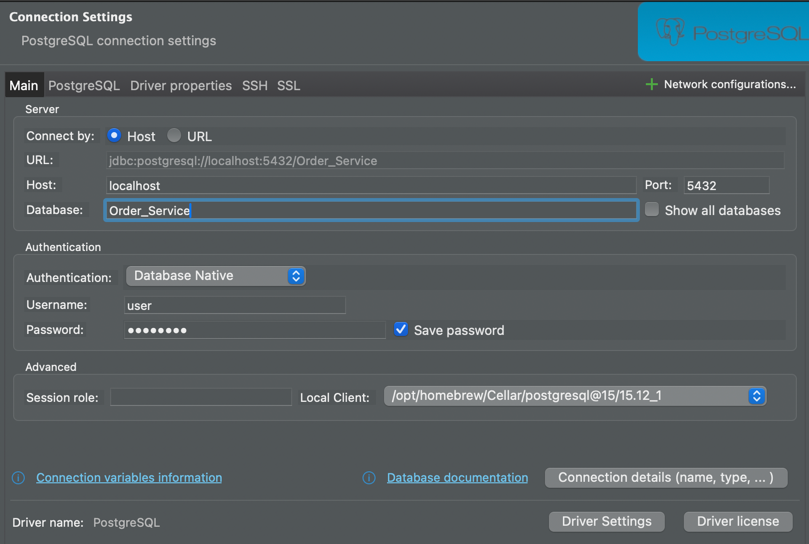 Connection Settings
PostgreSQL connection settings
PostgreSQL
Main PostgreSQL Driver properties SSH SSL Network configurations...
Server
Connect by: Host URL
URL: jdbc:postgresql://localhost:5432/Order_Service
Host: localhost Port: 5432
Database: Order_Service Show all databases
Authentication
Authentication: Database Native
Username: user
Password: ●●●●●●●● Save password
Advanced
Session role: Local Client: /opt/homebrew/Cellar/postgresql@15/15.12_1
Connection variables information Database documentation Connection details (name, type, ... )
Driver name: PostgreSQL Driver Settings Driver license